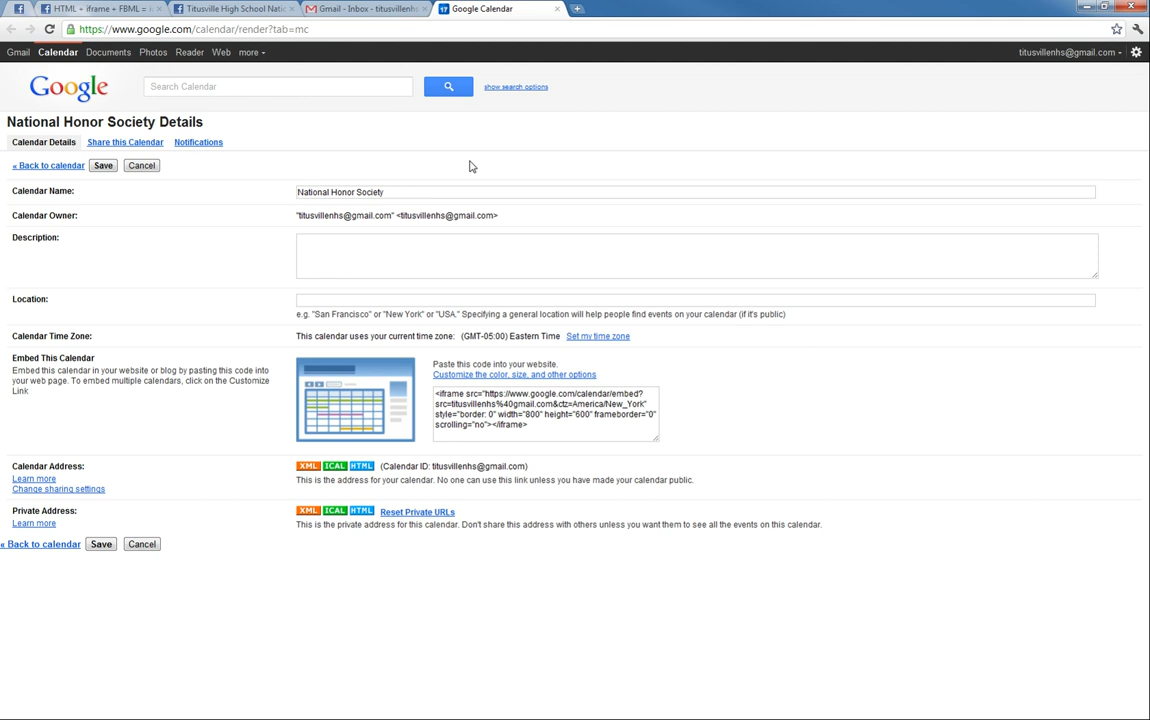 HTML + iframe + FBML =
Titusville High School Nati
Gmail - Inbox - titusvillenhs
17 Google Calendar
https://www.google.com/calendar/render?tab=mc
Gmail Calendar Documents Photos Reader Web more
titusvillenhs@gmail.com
Google
Search Calendar
show search options
National Honor Society Details
Calendar Details Share this Calendar Notifications
« Back to calendar Save Cancel
Calendar Name: National Honor Society
Calendar Owner: "titusvillenhs@gmail.com" <titusvillenhs@gmail.com>
Description:
Location:
e.g. "San Francisco" or "New York" or "USA." Specifying a general location will help people find events on your calendar (if it's public)
Calendar Time Zone: This calendar uses your current time zone: (GMT-05:00) Eastern Time Set my time zone
Embed This Calendar
Embed this calendar in your website or blog by pasting this code into
your web page. To embed multiple calendars, click on the Customize
Link
Paste this code into your website.
Customize the color, size, and other options
<iframe src="https://www.google.com/calendar/embed?
src=titusvillenhs%40gmail.com&ctz=America/New_York"
style="border: 0" width="800" height="600" frameborder="0"
scrolling="no"></iframe>
Calendar Address: XML ICAL HTML (Calendar ID: titusvillenhs@gmail.com)
Learn more This is the address for your calendar. No one can use this link unless you have made your calendar public.
Change sharing settings
Private Address: XML ICAL HTML Reset Private URLs
Learn more This is the private address for this calendar. Don't share this address with others unless you want them to see all the events on this calendar.
« Back to calendar Save Cancel